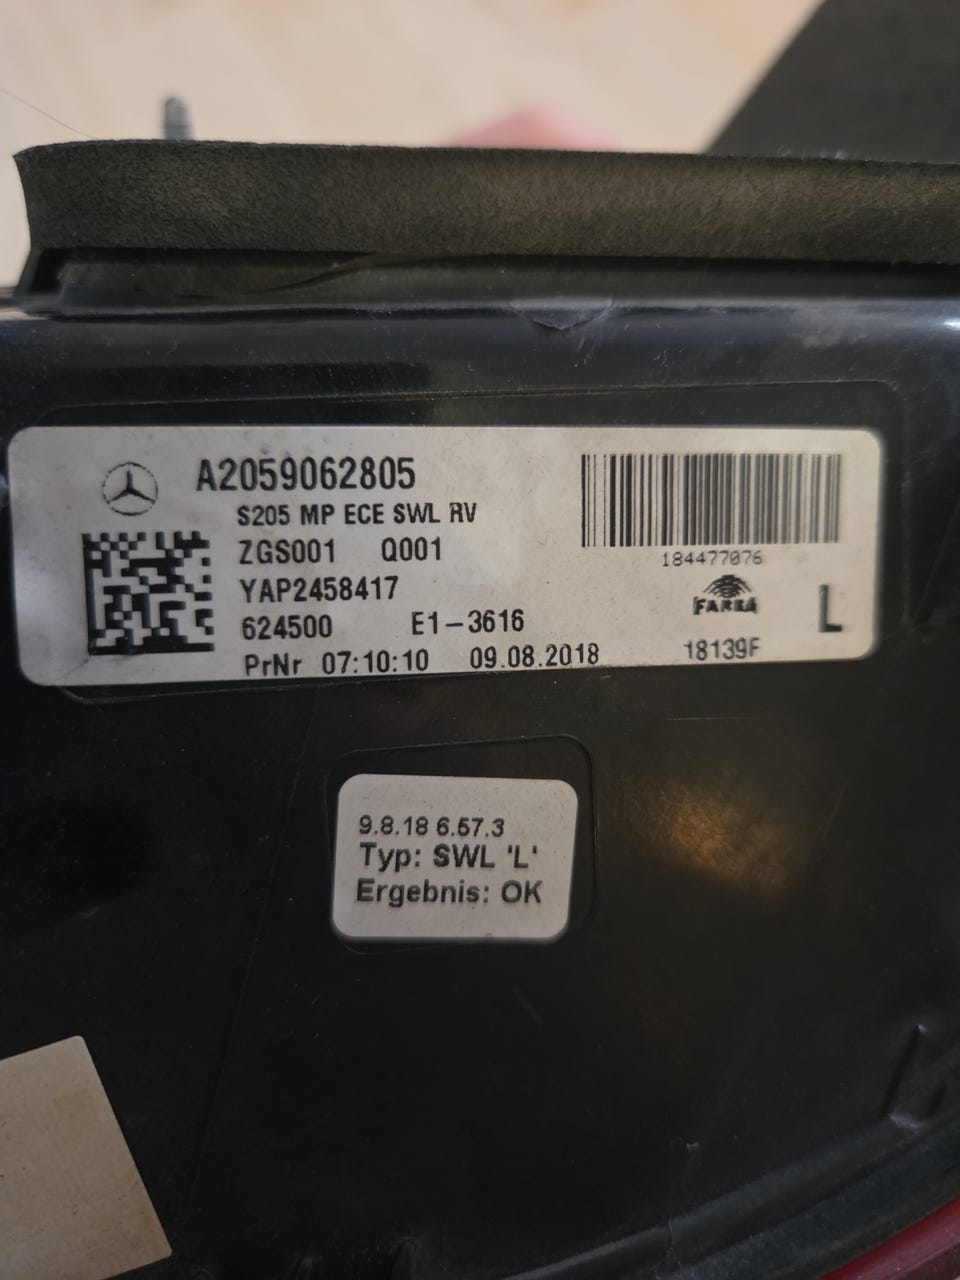 A2059062805
S205 MP ECE SWL RV
ZGS001 Q001
YAP2458417
624500 E1-3616
PrNr 07:10:10 09.08.2018
184477076
FARBA
L
18139F
9.8.18 6.57.3
Typ: SWL 'L'
Ergebnis: OK